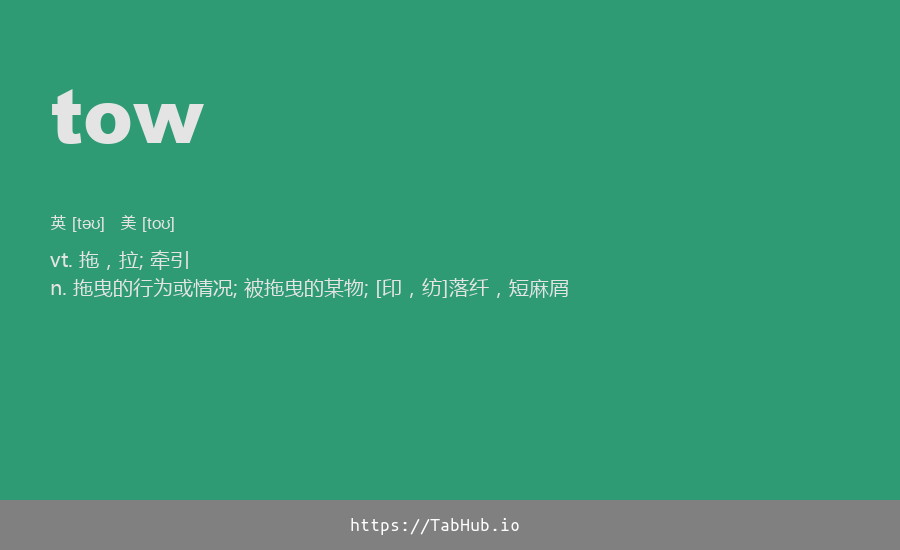 tow
英 [təʊ] 美 [toʊ]
vt. 拖，拉; 牵引
n. 拖曳的行为或情况; 被拖曳的某物; [印，纺]落纤，短麻屑
https://TabHub.io